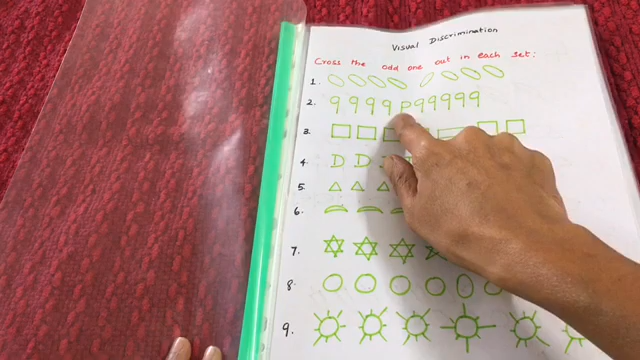 Visual Discrimination
Cross the odd one out in each set:
1.
2. 9 9 9 9 P 9 9 9 9 9
3.
4. D D
5.
6.
7.
8.
9.